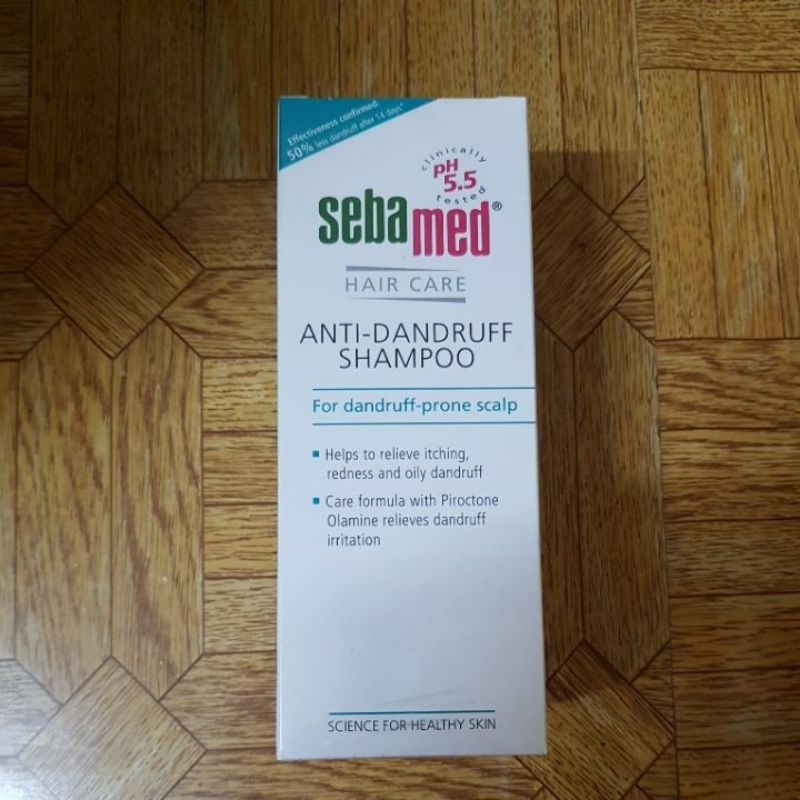 Effectiveness confirmed:
50% less dandruff after 14 days*
clinically
pH
5.5
tested
sebamed®
HAIR CARE
ANTI-DANDRUFF
SHAMPOO
For dandruff-prone scalp
▪ Helps to relieve itching,
redness and oily dandruff
▪ Care formula with Piroctone
Olamine relieves dandruff
irritation
SCIENCE FOR HEALTHY SKIN